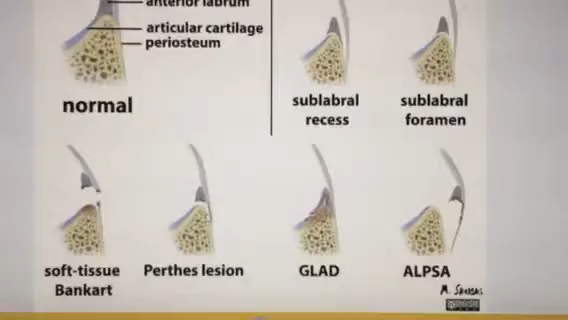 anterior labrum
articular cartilage
periosteum
normal
sublabral
recess
sublabral
foramen
soft-tissue
Bankart
Perthes lesion
GLAD
ALPSA